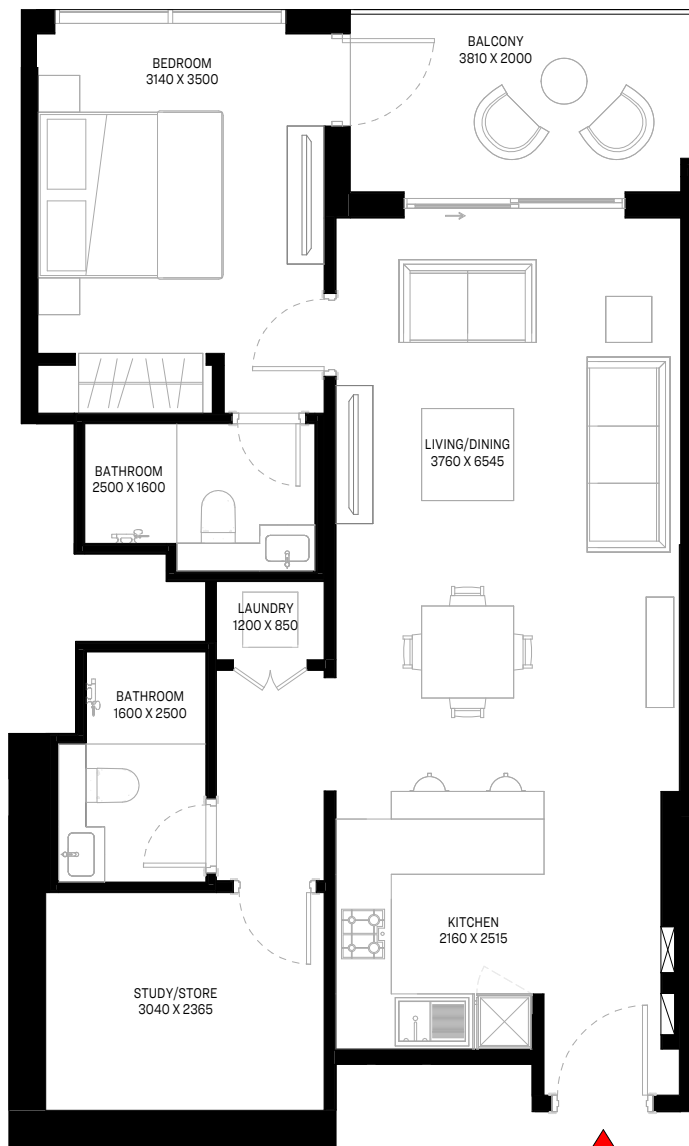 BEDROOM
3140 X 3500
BALCONY
3810 X 2000
LIVING/DINING
3760 X 6545
BATHROOM
2500 X 1600
LAUNDRY
1200 X 850
BATHROOM
1600 X 2500
KITCHEN
2160 X 2515
STUDY/STORE
3040 X 2365